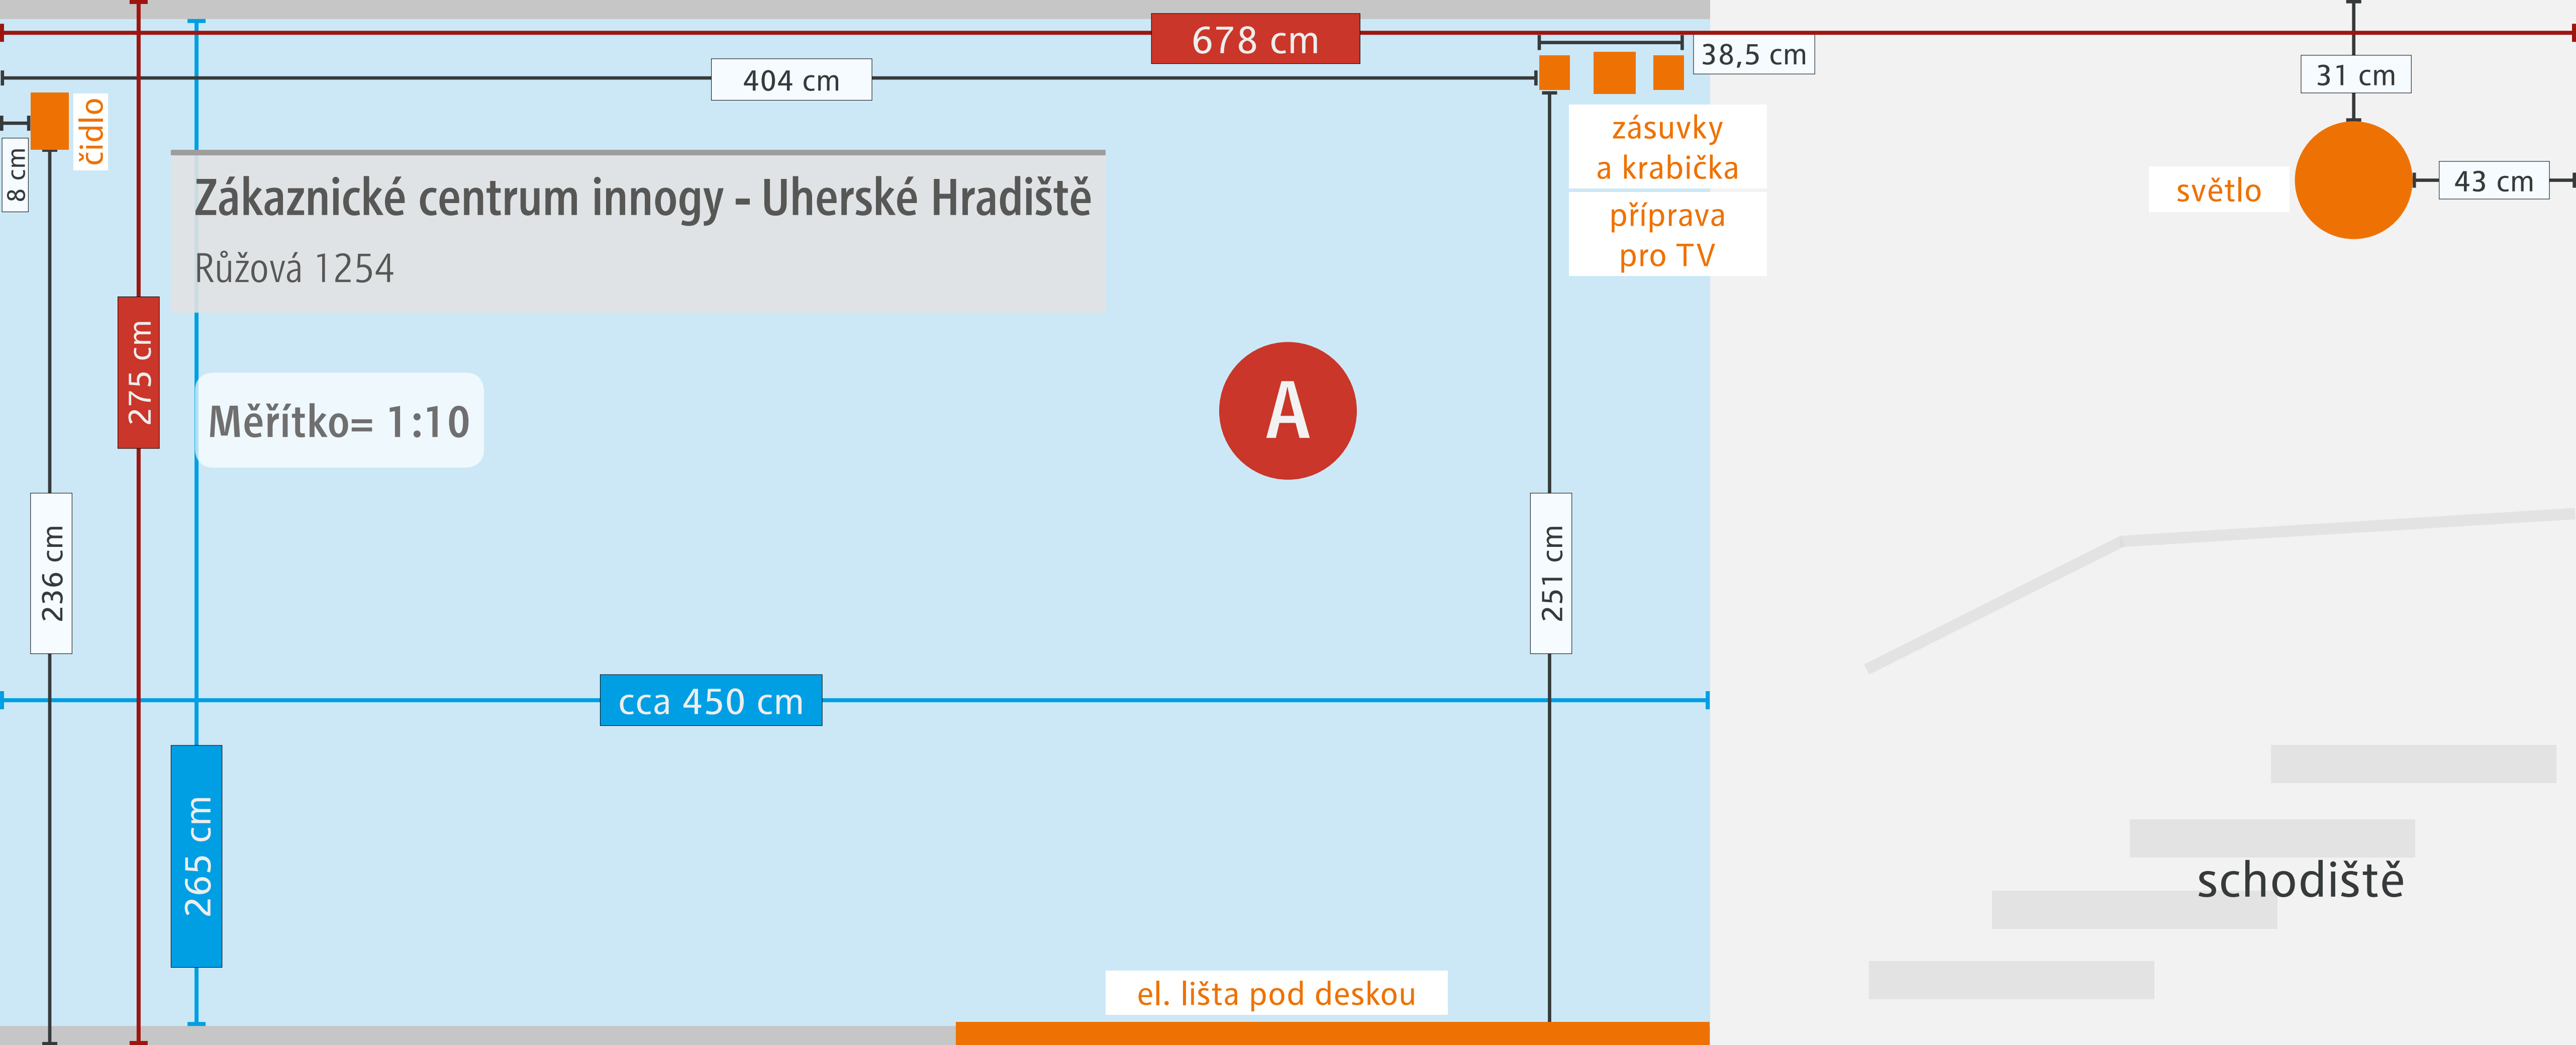 678 cm
38,5 cm
404 cm
31 cm
čidlo
8 cm
zásuvky
a krabička
příprava
pro TV
světlo
43 cm
Zákaznické centrum innogy - Uherské Hradiště
Růžová 1254
275 cm
Měřítko= 1:10
A
236 cm
251 cm
cca 450 cm
265 cm
schodiště
el. lišta pod deskou